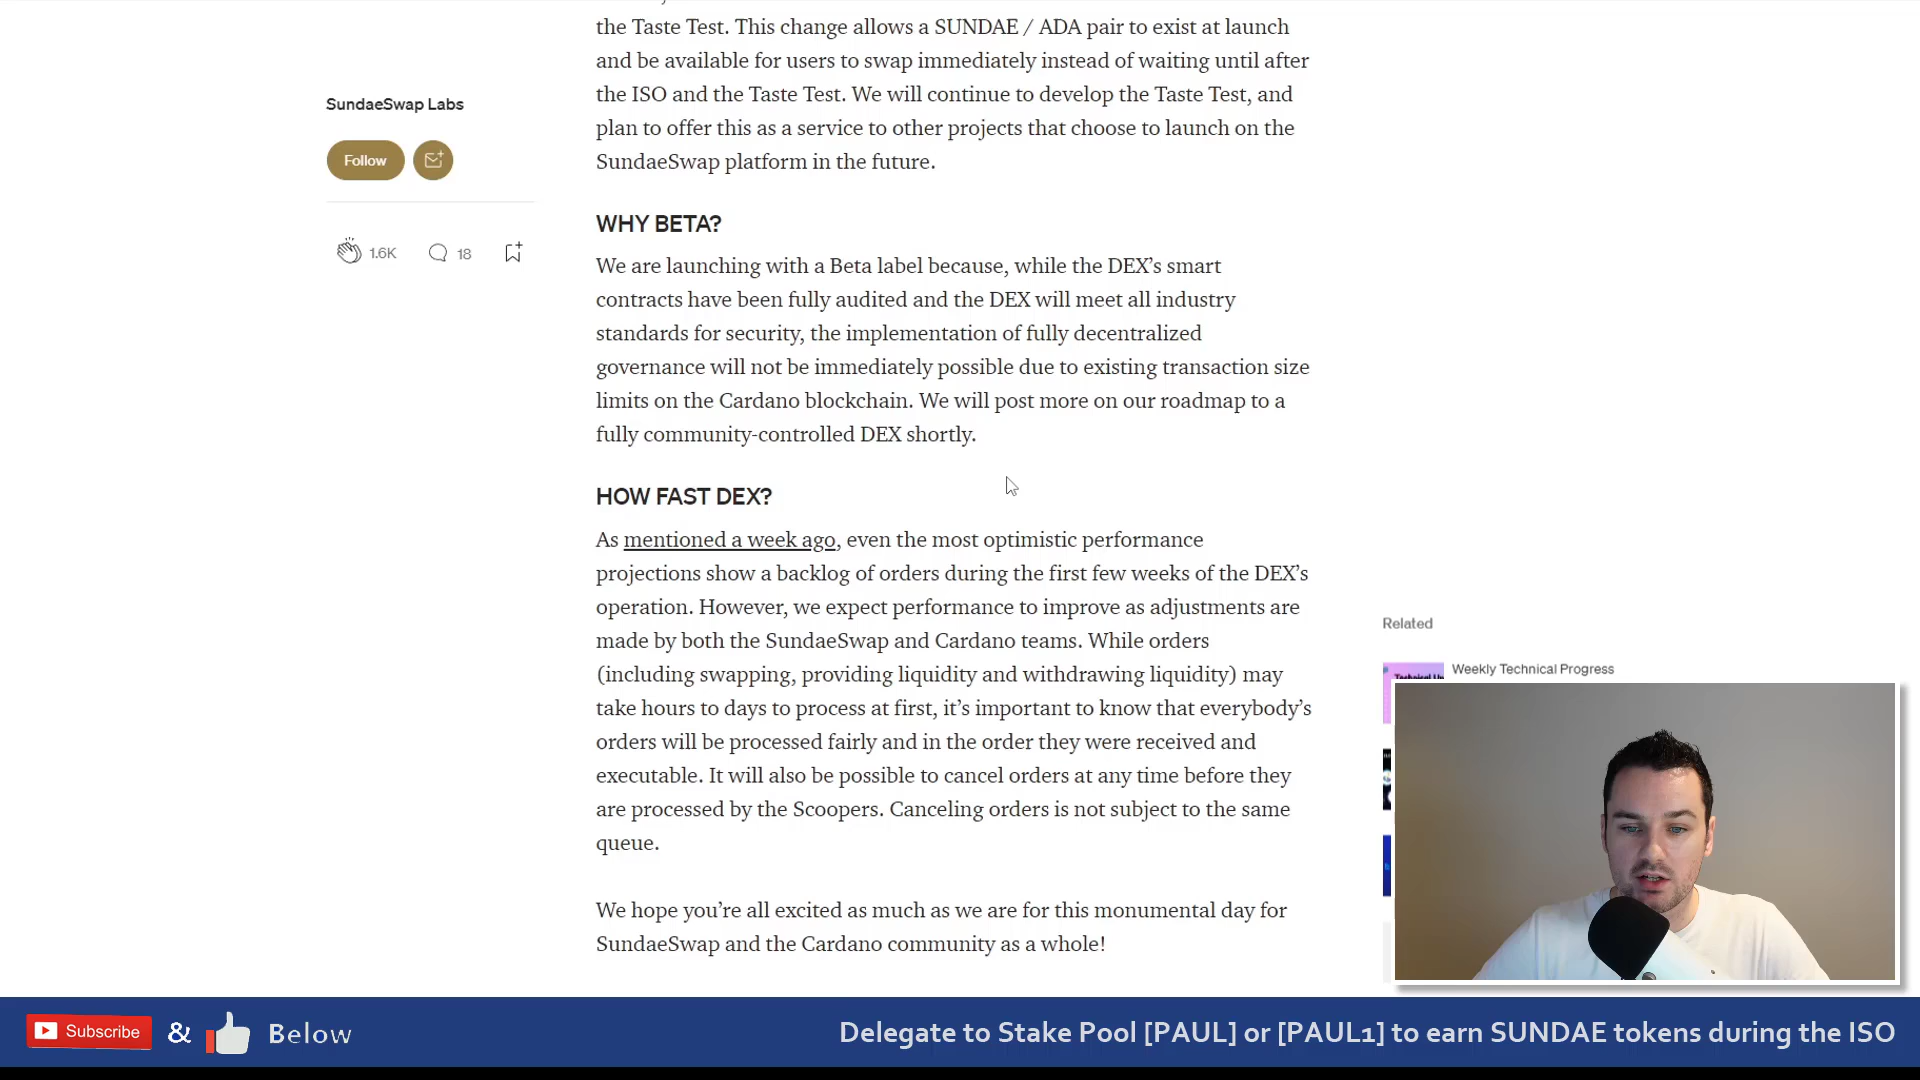 the Taste Test. This change allows a SUNDAE / ADA pair to exist at launch
and be available for users to swap immediately instead of waiting until after
the ISO and the Taste Test. We will continue to develop the Taste Test, and
plan to offer this as a service to other projects that choose to launch on the
SundaeSwap platform in the future.
SundaeSwap Labs
Follow
1.6K
18
WHY BETA?
We are launching with a Beta label because, while the DEX’s smart
contracts have been fully audited and the DEX will meet all industry
standards for security, the implementation of fully decentralized
governance will not be immediately possible due to existing transaction size
limits on the Cardano blockchain. We will post more on our roadmap to a
fully community-controlled DEX shortly.
HOW FAST DEX?
As mentioned a week ago, even the most optimistic performance
projections show a backlog of orders during the first few weeks of the DEX’s
operation. However, we expect performance to improve as adjustments are
made by both the SundaeSwap and Cardano teams. While orders
(including swapping, providing liquidity and withdrawing liquidity) may
take hours to days to process at first, it’s important to know that everybody’s
orders will be processed fairly and in the order they were received and
executable. It will also be possible to cancel orders at any time before they
are processed by the Scoopers. Canceling orders is not subject to the same
queue.
We hope you’re all excited as much as we are for this monumental day for
SundaeSwap and the Cardano community as a whole!
Related
Weekly Technical Progress
Subscribe & Below
Delegate to Stake Pool [PAUL] or [PAUL1] to earn SUNDAE tokens during the ISO